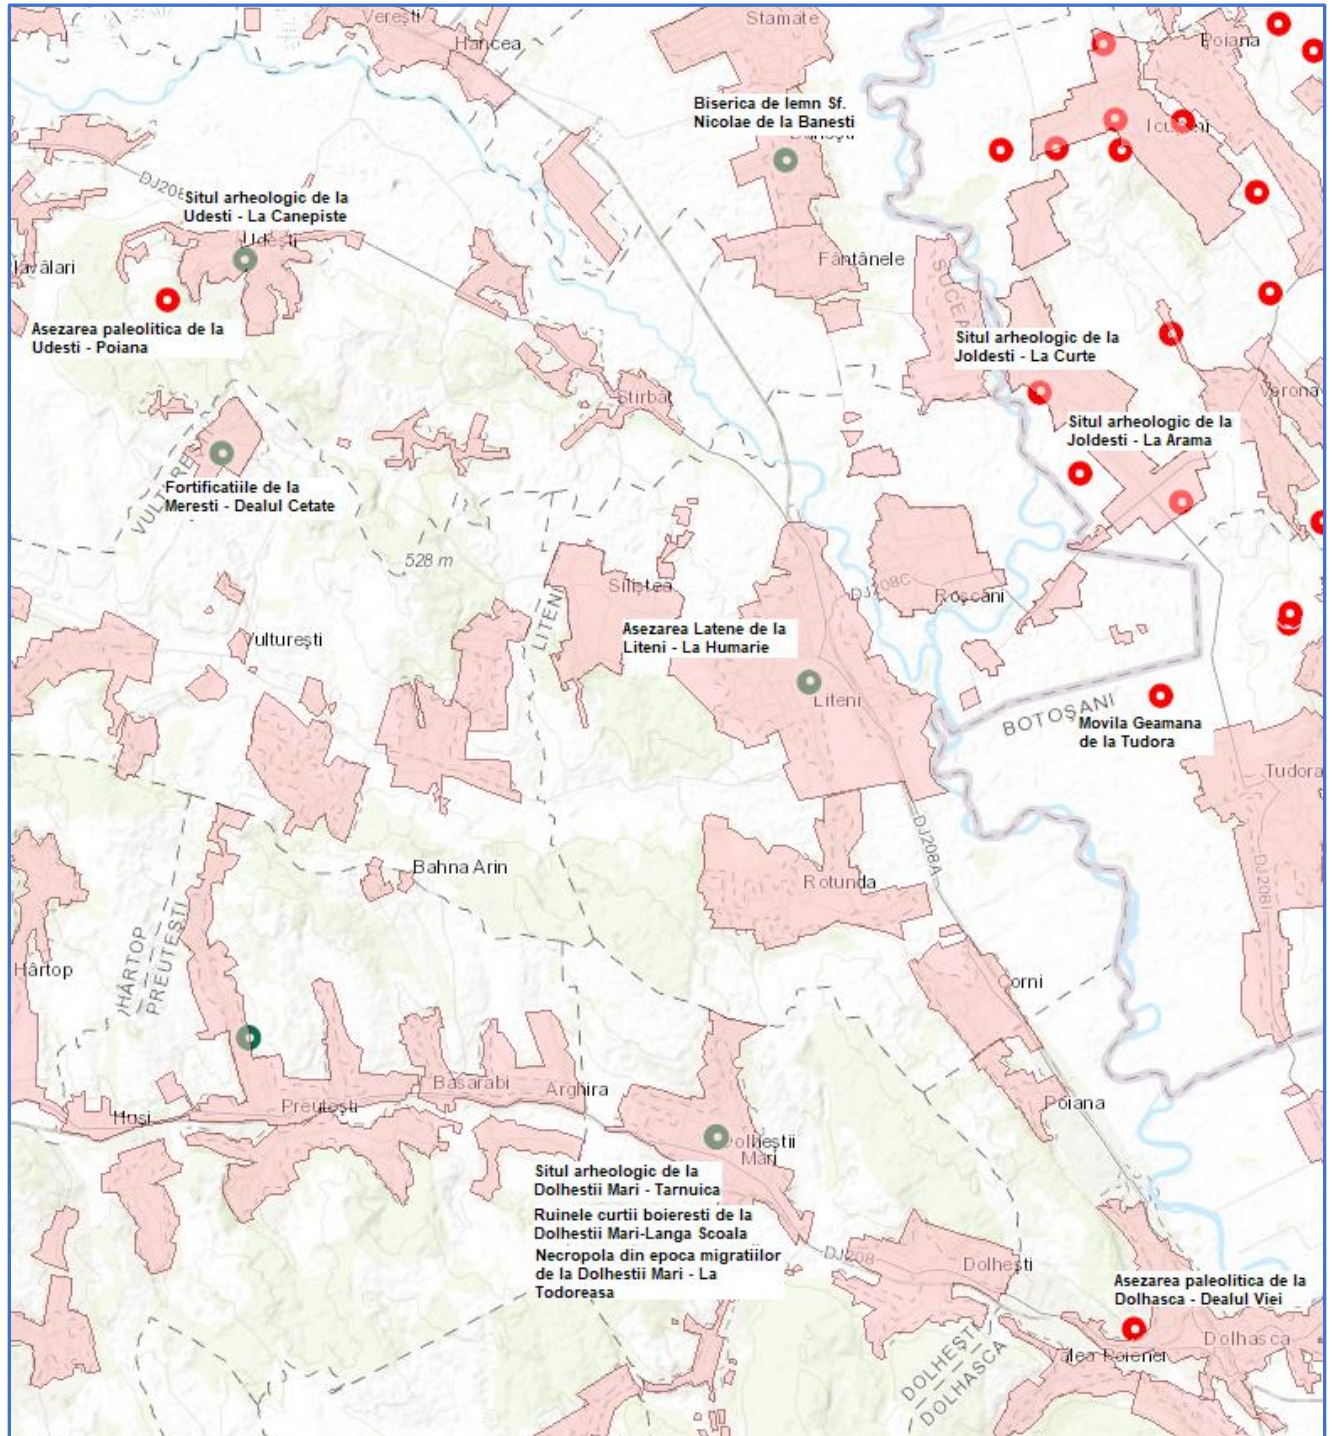 Verești
Hancea
Stamate
Poiana
Biserica de lemn Sf.
Nicolae de la Banesti
DJ208
Situl arheologic de la
Udesti - La Canepiste
Udești
Fântânele
Asezarea paleolitica de la
Udesti - Poiana
Situl arheologic de la
Joldesti - La Curte
Verona
Știrbăț
Situl arheologic de la
Joldesti - La Arama
Fortificatiile de la
Meresti - Dealul Cetate
528 m
Siliștea
DJ208C
Roșcani
LITENI
Asezarea Latene de la
Liteni - La Humarie
Vulturești
Liteni
BOTOȘANI
Movila Geamana
de la Tudora
Tudora
DJ208A
Bahna Arin
Rotunda
DJ208I
HÂRTOP
PREUTEȘTI
Hârtop
Corni
Basarabi
Arghira
Preutești
Huși
Poiana
Dolheștii
Mari
Situl arheologic de la
Dolhestii Mari - Tarnuica
Ruinele curtii boieresti de la
Dolhestii Mari-Langa Scoala
Necropola din epoca migratiilor
de la Dolhestii Mari - La
Todoreasa
DJ208
Dolhești
Asezarea paleolitica de la
Dolhasca - Dealul Viei
Dolhasca
Valea Poienei
DOLHEȘTI
DOLHASCA